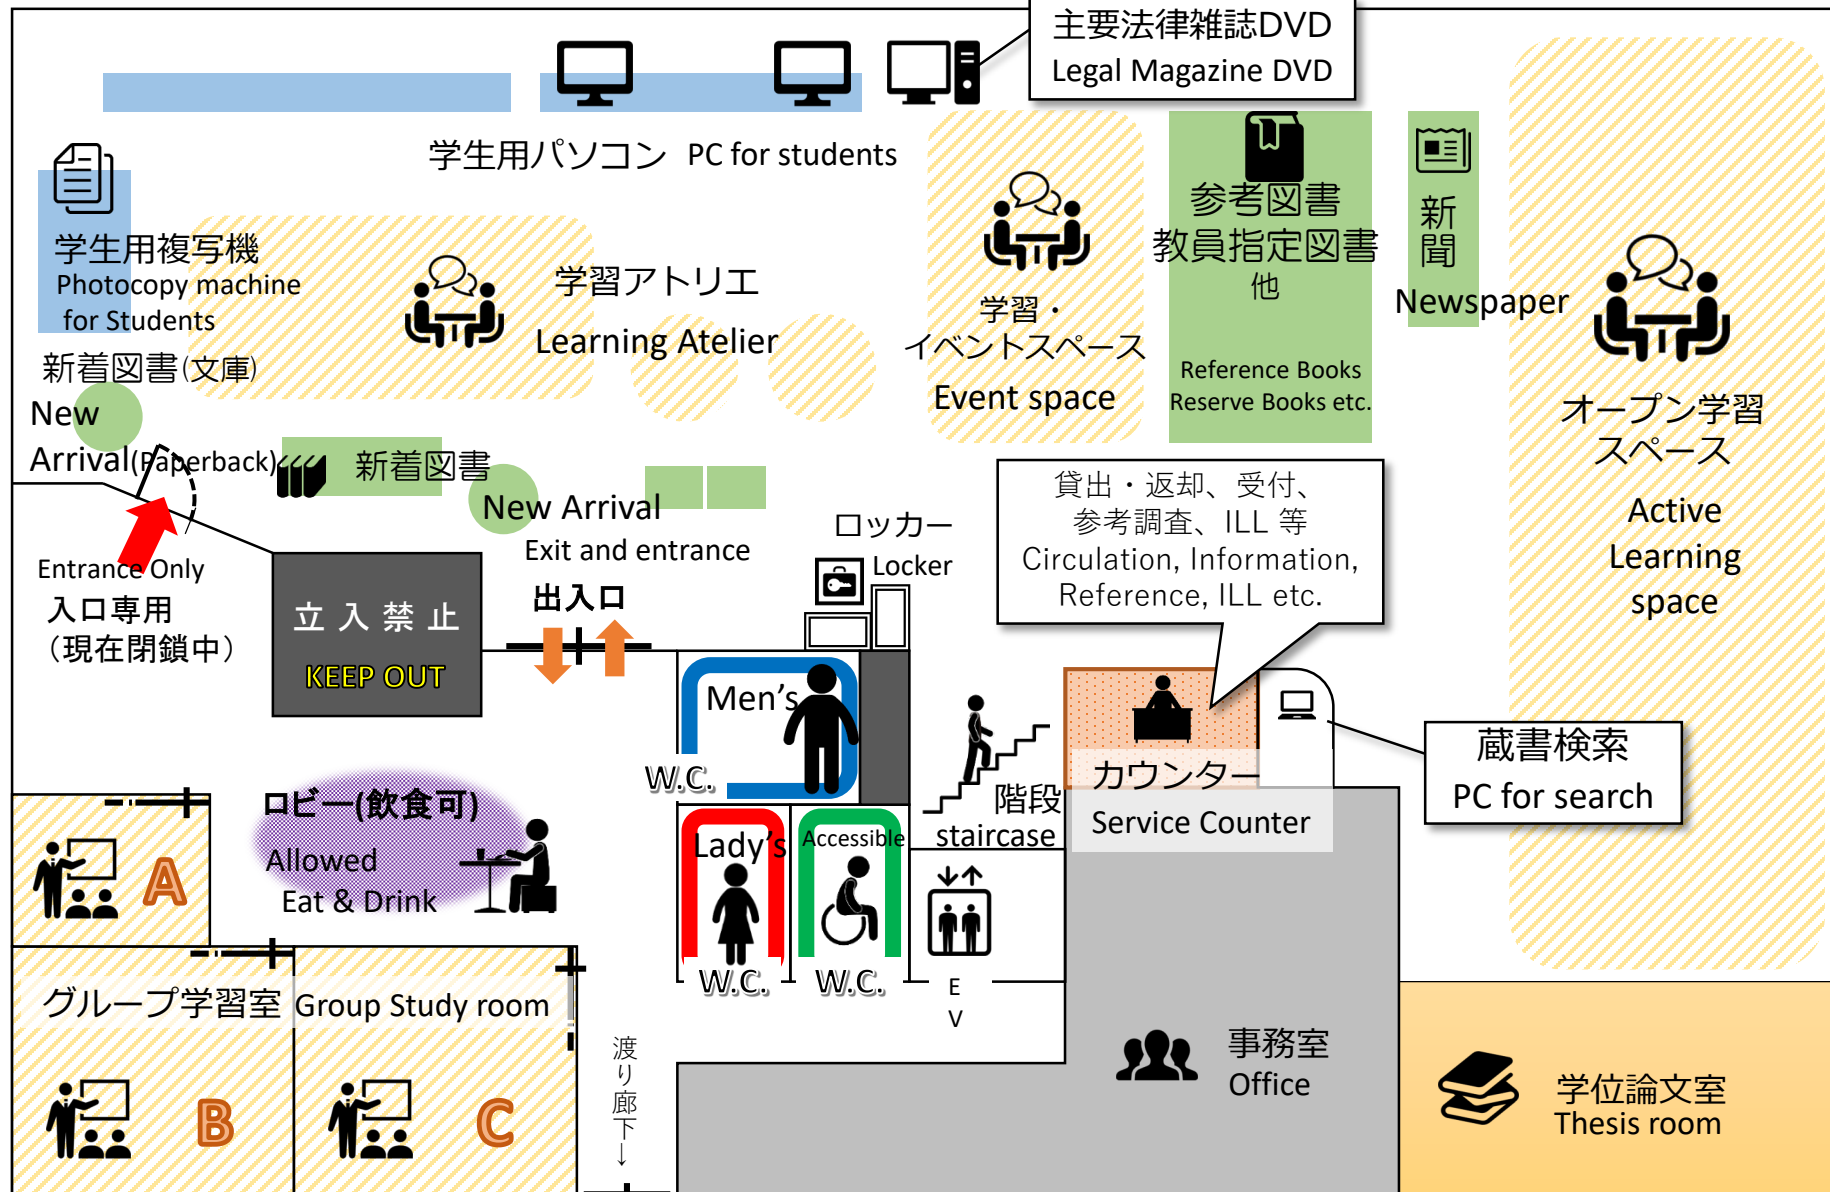 主要法律雑誌DVD
Legal Magazine DVD
学生用パソコン PC for students
学生用複写機
Photocopy machine
for Students
学習アトリエ
Learning Atelier
学習・
イベントスペース
Event space
参考図書
教員指定図書
他
Reference Books
Reserve Books etc.
新聞
Newspaper
オープン学習
スペース
Active
Learning
space
新着図書(文庫)
New
Arrival(Paperback)
新着図書
New Arrival
Exit and entrance
出入口
Entrance Only
入口専用
（現在閉鎖中）
立入禁止
KEEP OUT
ロッカー
Locker
貸出・返却、受付、
参考調査、ILL 等
Circulation, Information,
Reference, ILL etc.
Men's
W.C.
Lady's
W.C.
Accessible
W.C.
階段
staircase
E
V
カウンター
Service Counter
蔵書検索
PC for search
ロビー(飲食可)
Allowed
Eat & Drink
A
グループ学習室 Group Study room
B
C
渡り廊下→
事務室
Office
学位論文室
Thesis room